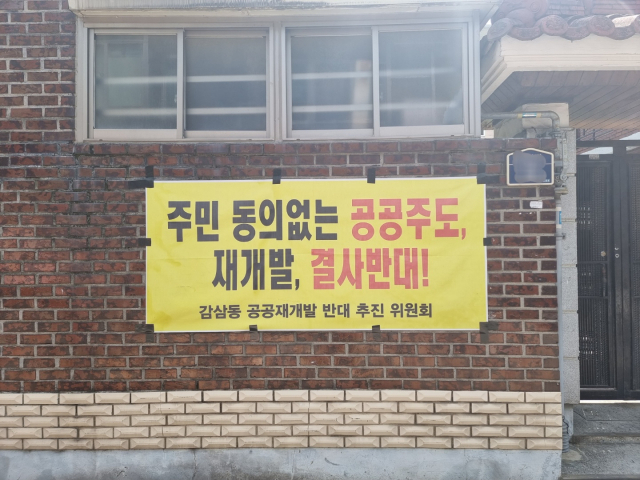 주민 동의없는 공공주도,
재개발, 결사반대!
감삼동 공공재개발 반대 추진 위원회